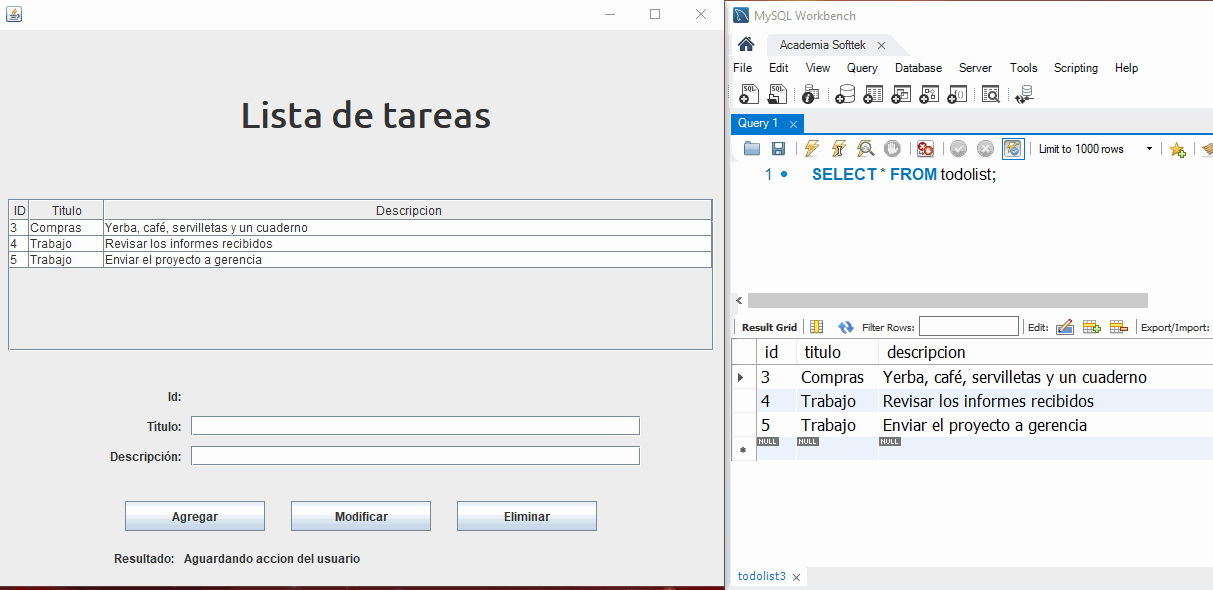 Lista de tareas
ID Titulo Descripcion
3 Compras Yerba, café, servilletas y un cuaderno
4 Trabajo Revisar los informes recibidos
5 Trabajo Enviar el proyecto a gerencia
Id:
Titulo:
Descripción:
Agregar Modificar Eliminar
Resultado: Aguardando accion del usuario
MySQL Workbench
Academia Softtek
File Edit View Query Database Server Tools Scripting Help
Query 1
Limit to 1000 rows
1 SELECT * FROM todolist;
Result Grid Filter Rows: Edit: Export/Import:
id titulo descripcion
3 Compras Yerba, café, servilletas y un cuaderno
4 Trabajo Revisar los informes recibidos
5 Trabajo Enviar el proyecto a gerencia
NULL NULL NULL
todolist3